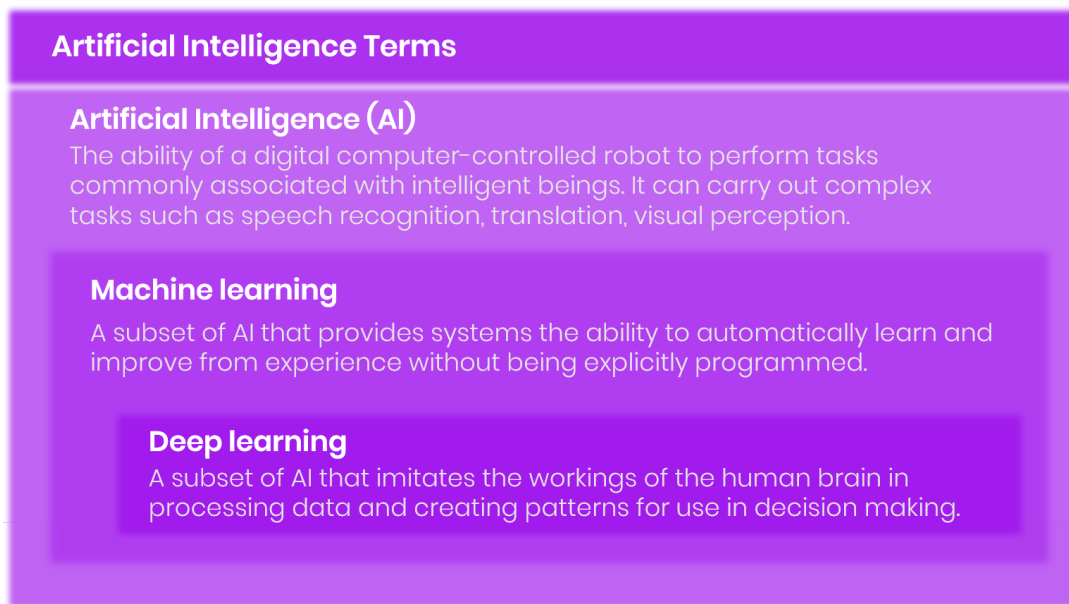 Artificial Intelligence Terms
Artificial Intelligence (AI)
The ability of a digital computer-controlled robot to perform tasks
commonly associated with intelligent beings. It can carry out complex
tasks such as speech recognition, translation, visual perception.
Machine learning
A subset of AI that provides systems the ability to automatically learn and
improve from experience without being explicitly programmed.
Deep learning
A subset of AI that imitates the workings of the human brain in
processing data and creating patterns for use in decision making.